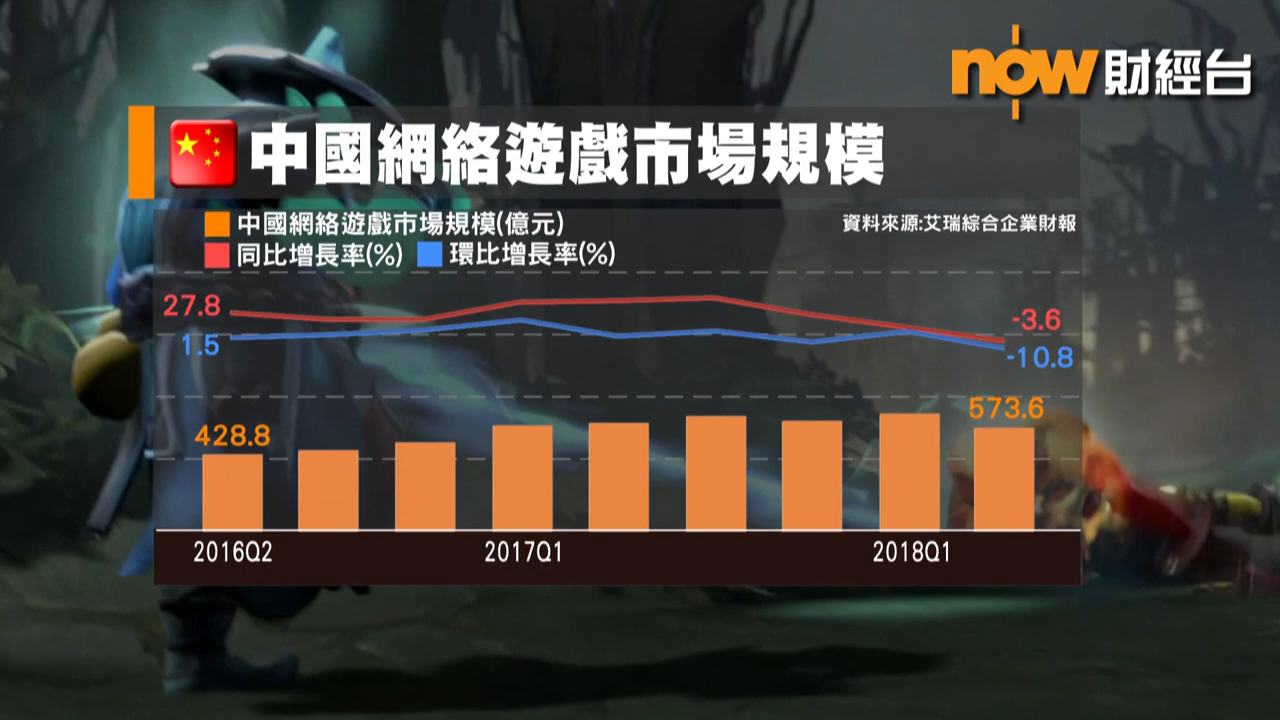 now 財經台
中國網絡遊戲市場規模
中國網絡遊戲市場規模(億元)
資料來源:艾瑞綜合企業財報
同比增長率(%) 環比增長率(%)
27.8
-3.6
1.5
-10.8
573.6
428.8
2016Q2 2017Q1 2018Q1